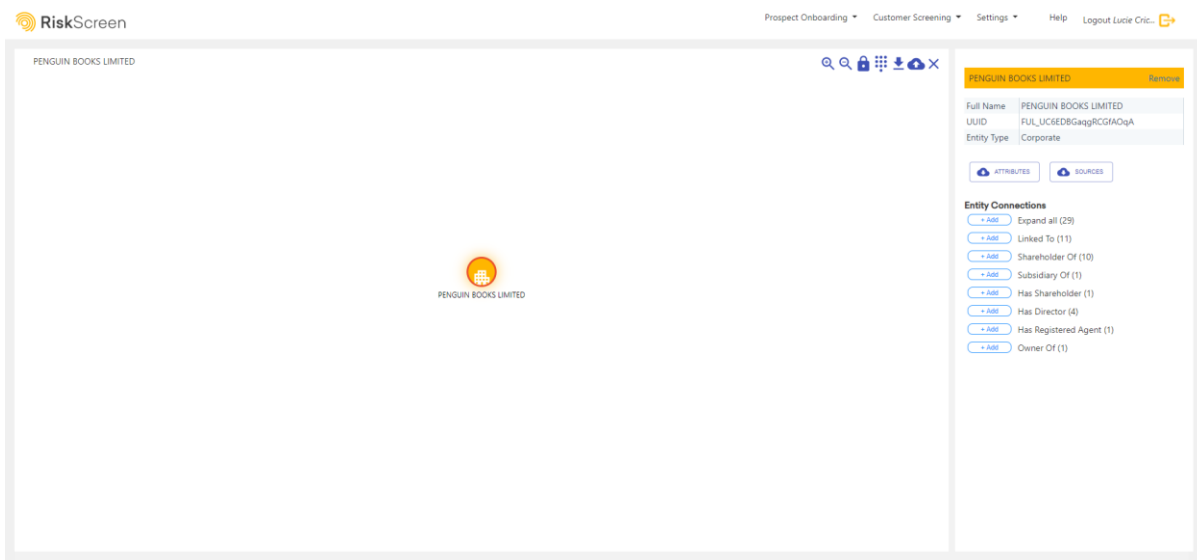 RiskScreen
Prospect Onboarding
Customer Screening
Settings
Help
Logout Lucie Cric...
PENGUIN BOOKS LIMITED
PENGUIN BOOKS LIMITED
PENGUIN BOOKS LIMITED Remove
Full Name PENGUIN BOOKS LIMITED
UUID FUL_UC6EDBGaqgRCGfAOqA
Entity Type Corporate
ATTRIBUTES
SOURCES
Entity Connections
+ Add Expand all (29)
+ Add Linked To (11)
+ Add Shareholder Of (10)
+ Add Subsidiary Of (1)
+ Add Has Shareholder (1)
+ Add Has Director (4)
+ Add Has Registered Agent (1)
+ Add Owner Of (1)